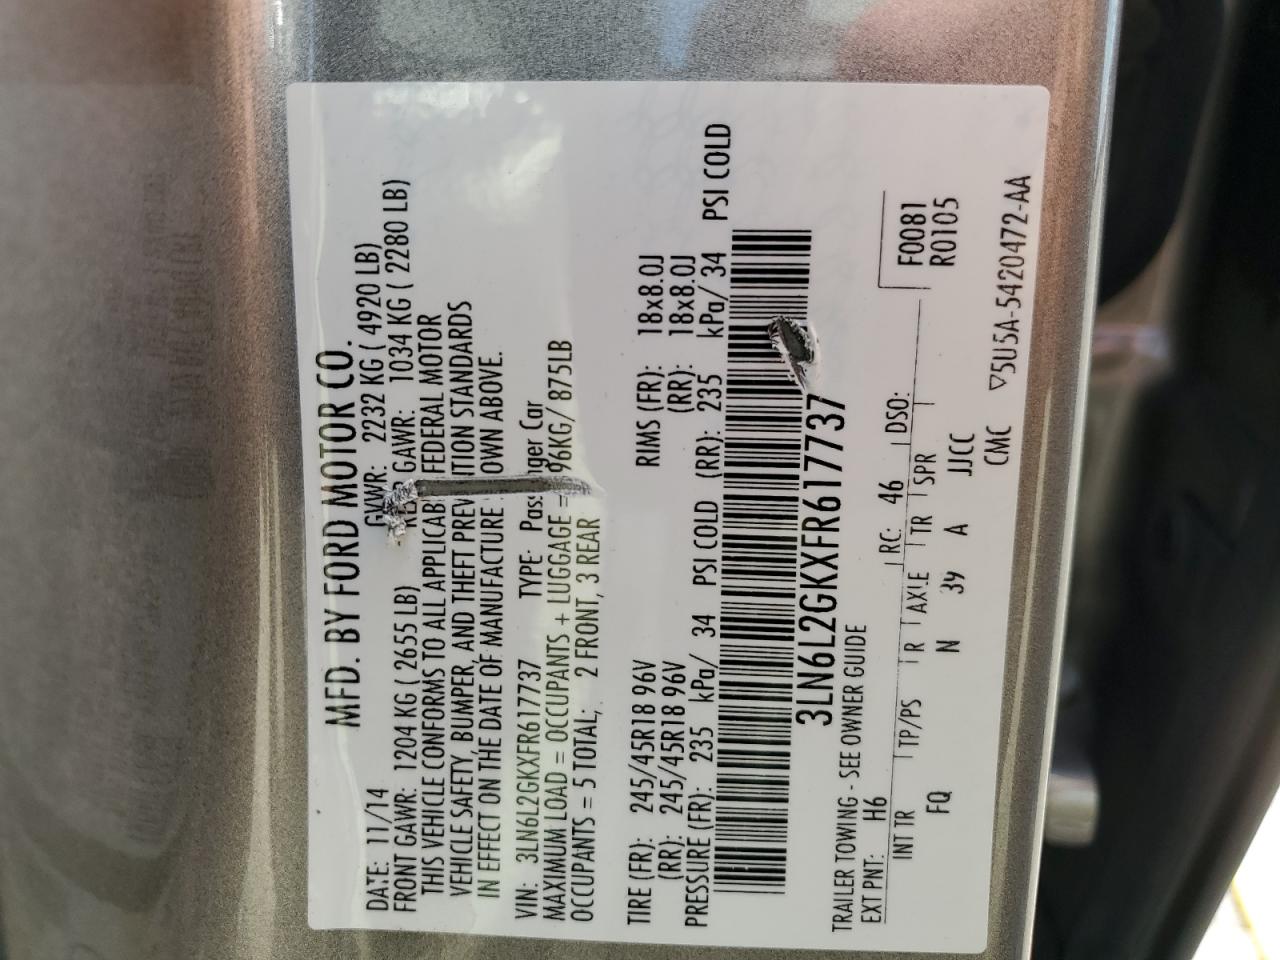 MFD. BY FORD MOTOR CO.
DATE: 11/14 GVWR: 2232 KG ( 4920 LB)
FRONT GAWR: 1204 KG ( 2655 LB) GAWR: 1034 KG ( 2280 LB)
THIS VEHICLE CONFORMS TO ALL FEDERAL MOTOR
VEHICLE SAFETY, BUMPER, AND THEFT STANDARDS
IN EFFECT ON THE DATE OF MANUFACTURE ABOVE.
VIN: 3LN6L2GKXFR617737 TYPE: Car
MAXIMUM LOAD = OCCUPANTS + LUGGAGE = 96KG/ 875LB
OCCUPANTS = 5 TOTAL, 2 FRONT, 3 REAR
TIRE (FR): 245/45R18 96V RIMS (FR): 18x8.0J
(RR): 245/45R18 96V (RR): 18x8.0J
PRESSURE (FR): 235 kPa/ 34 PSI COLD (RR): 235 kPa/ 34 PSI COLD
3LN6L2GKXFR617737
TRAILER TOWING - SEE OWNER GUIDE
EXT PNT: H6 RC: 46 DSO: F0081
R0105
INT TR TP/PS R AXLE TR SPR
FQ N 39 A JJCC
CMC
▽5U5A-5420472-AA